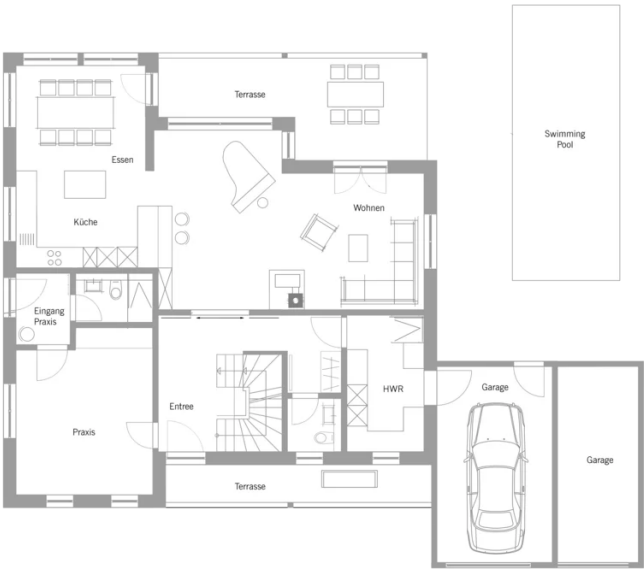 Terrasse
Swimming
Pool
Essen
Wohnen
Küche
Eingang
Praxis
Garage
HWR
Entree
Praxis
Garage
Terrasse